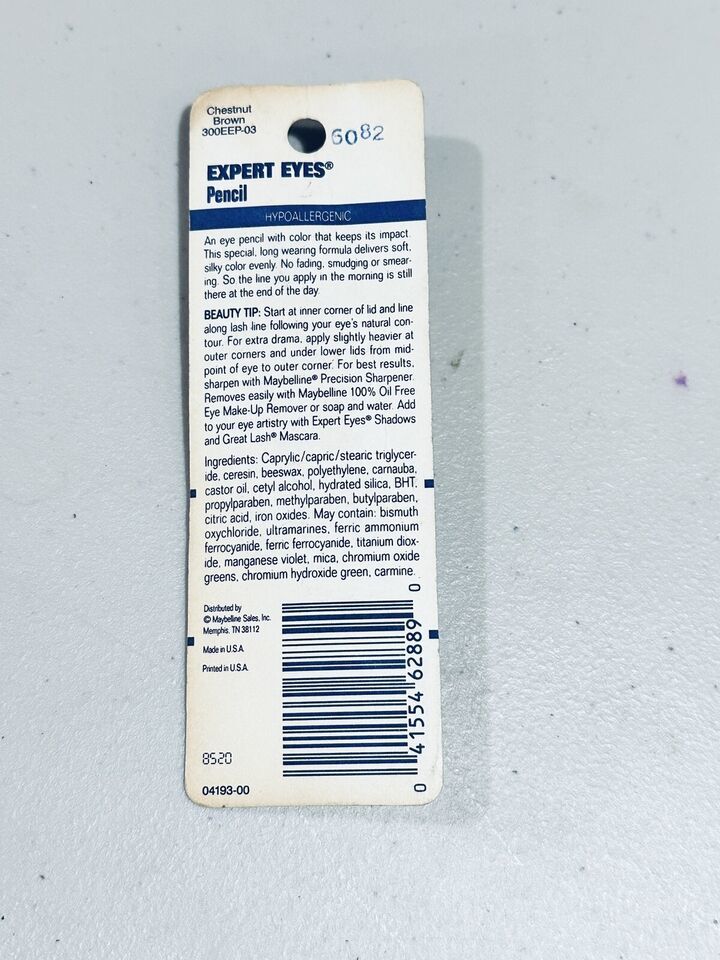 Chestnut
Brown
300EEP-03
6082
EXPERT EYES®
Pencil
HYPOALLERGENIC
An eye pencil with color that keeps its impact.
This special, long wearing formula delivers soft,
silky color evenly. No fading, smudging or smear-
ing. So the line you apply in the morning is still
there at the end of the day.
BEAUTY TIP: Start at inner corner of lid and line
along lash line following your eye's natural con-
tour. For extra drama, apply slightly heavier at
outer corners and under lower lids from mid-
point of eye to outer corner. For best results,
sharpen with Maybelline® Precision Sharpener.
Removes easily with Maybelline 100% Oil Free
Eye Make-Up Remover or soap and water. Add
to your eye artistry with Expert Eyes® Shadows
and Great Lash® Mascara.
Ingredients: Caprylic/capric/stearic triglycer-
ide, ceresin, beeswax, polyethylene, carnauba,
castor oil, cetyl alcohol, hydrated silica, BHT,
propylparaben, methylparaben, butylparaben,
citric acid, iron oxides. May contain: bismuth
oxychloride, ultramarines, ferric ammonium
ferrocyanide, ferric ferrocyanide, titanium diox-
ide, manganese violet, mica, chromium oxide
greens, chromium hydroxide green, carmine.
Distributed by
© Maybelline Sales, Inc.
Memphis, TN 38112
Made in U.S.A.
Printed in U.S.A.
8520
04193-00
0 41554 62889 0